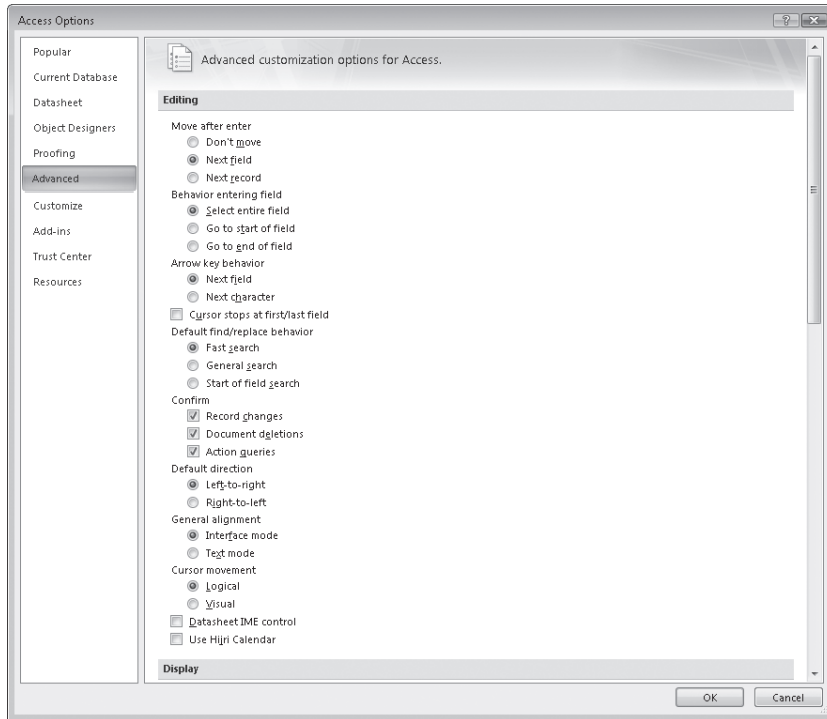 Access Options
Popular
Current Database
Datasheet
Object Designers
Proofing
Advanced
Customize
Add-ins
Trust Center
Resources
Advanced customization options for Access.
Editing
Move after enter
Don't move
Next field
Next record
Behavior entering field
Select entire field
Go to start of field
Go to end of field
Arrow key behavior
Next field
Next character
Cursor stops at first/last field
Default find/replace behavior
Fast search
General search
Start of field search
Confirm
Record changes
Document deletions
Action queries
Default direction
Left-to-right
Right-to-left
General alignment
Interface mode
Text mode
Cursor movement
Logical
Visual
Datasheet IME control
Use Hijri Calendar
Display
OK
Cancel